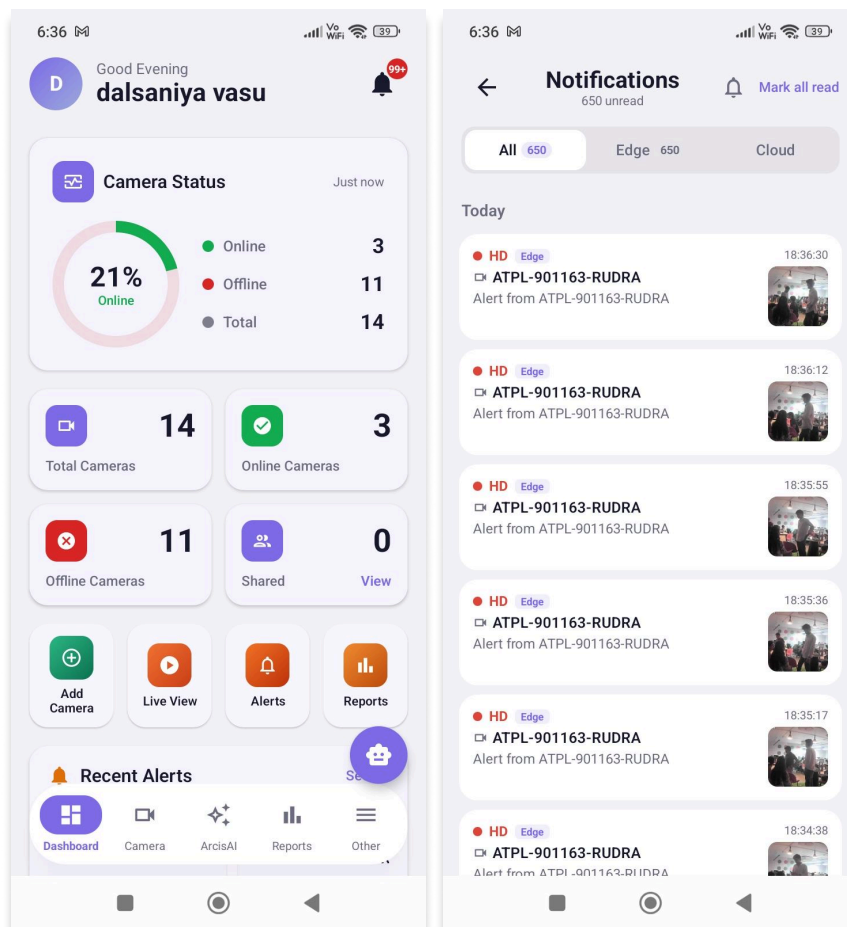 6:36
Vo
WiFi
39
D
Good Evening
dalsaniya vasu
99+
Camera Status
Just now
21%
Online
Online 3
Offline 11
Total 14
14
Total Cameras
3
Online Cameras
11
Offline Cameras
0
Shared
View
Add
Camera
Live View
Alerts
Reports
Recent Alerts
Dashboard
Camera
ArcisAI
Reports
Other
6:36
Vo
WiFi
39
Notifications
650 unread
Mark all read
All 650
Edge 650
Cloud
Today
HD Edge 18:36:30
ATPL-901163-RUDRA
Alert from ATPL-901163-RUDRA
HD Edge 18:36:12
ATPL-901163-RUDRA
Alert from ATPL-901163-RUDRA
HD Edge 18:35:55
ATPL-901163-RUDRA
Alert from ATPL-901163-RUDRA
HD Edge 18:35:36
ATPL-901163-RUDRA
Alert from ATPL-901163-RUDRA
HD Edge 18:35:17
ATPL-901163-RUDRA
Alert from ATPL-901163-RUDRA
HD Edge 18:34:38
ATPL-901163-RUDRA
Alert from ATPL-901163-RUDRA